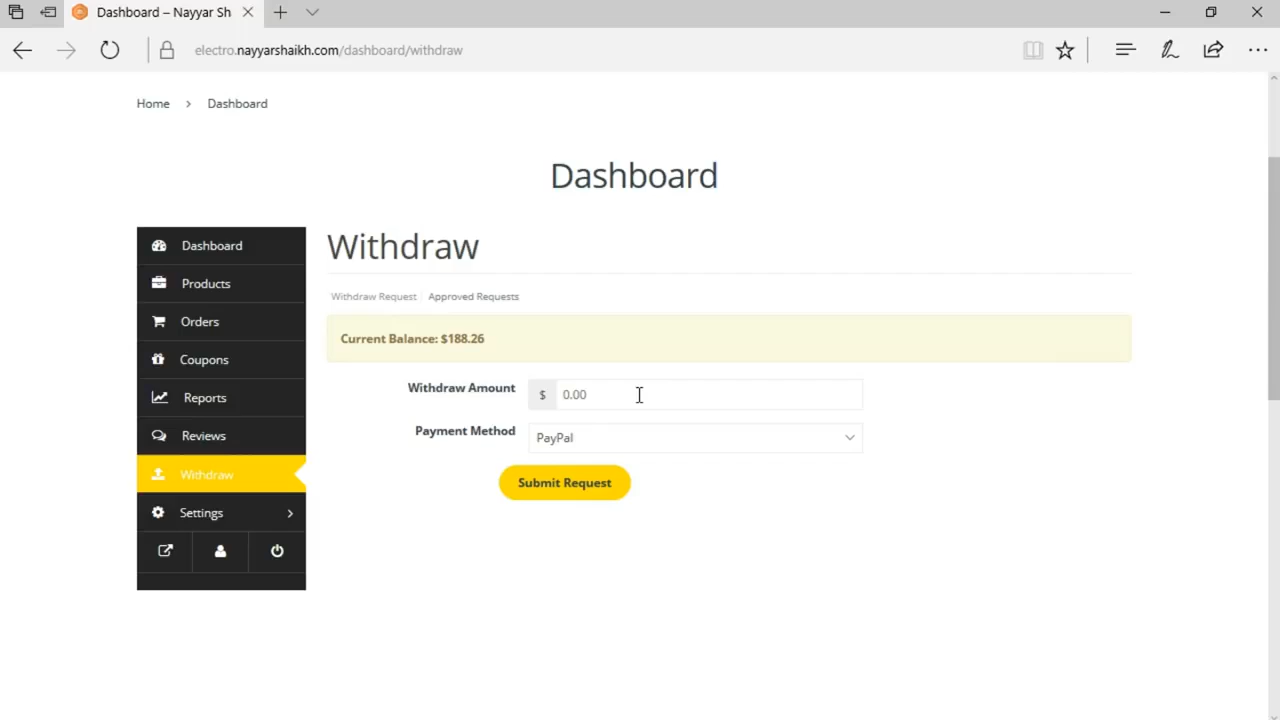 Dashboard – Nayyar Sh
electro.nayyarshaikh.com/dashboard/withdraw
Home > Dashboard
Dashboard
Dashboard
Products
Orders
Coupons
Reports
Reviews
Withdraw
Settings
Withdraw
Withdraw Request Approved Requests
Current Balance: $188.26
Withdraw Amount $ 0.00
Payment Method PayPal
Submit Request